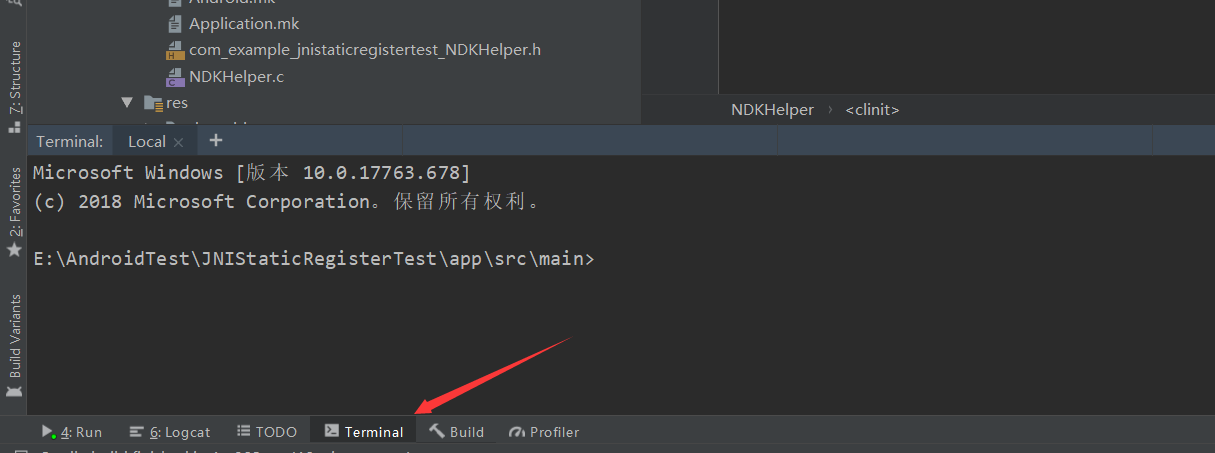 Android.mk
Application.mk
com_example_jnistaticregistertest_NDKHelper.h
NDKHelper.c
res
NDKHelper › <clinit>
Z: Structure
2: Favorites
Build Variants
Terminal: Local × +
Microsoft Windows [版本 10.0.17763.678]
(c) 2018 Microsoft Corporation。保留所有权利。
E:\AndroidTest\JNIStaticRegisterTest\app\src\main>
4: Run 6: Logcat TODO Terminal Build Profiler